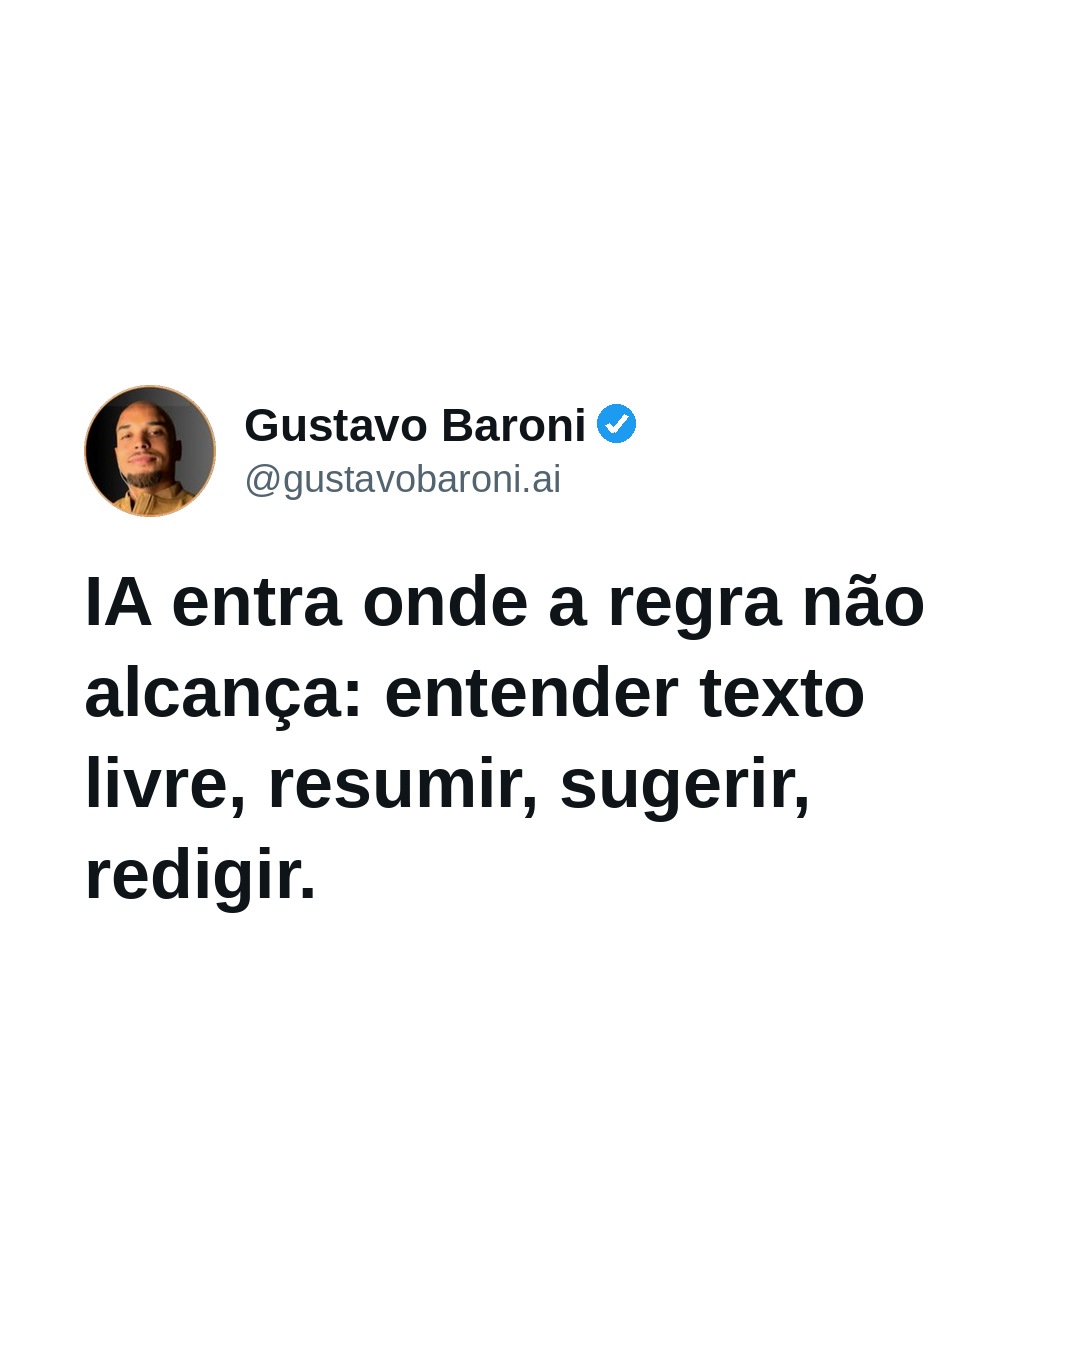 Gustavo Baroni
@gustavobaroni.ai
IA entra onde a regra não
alcança: entender texto
livre, resumir, sugerir,
redigir.